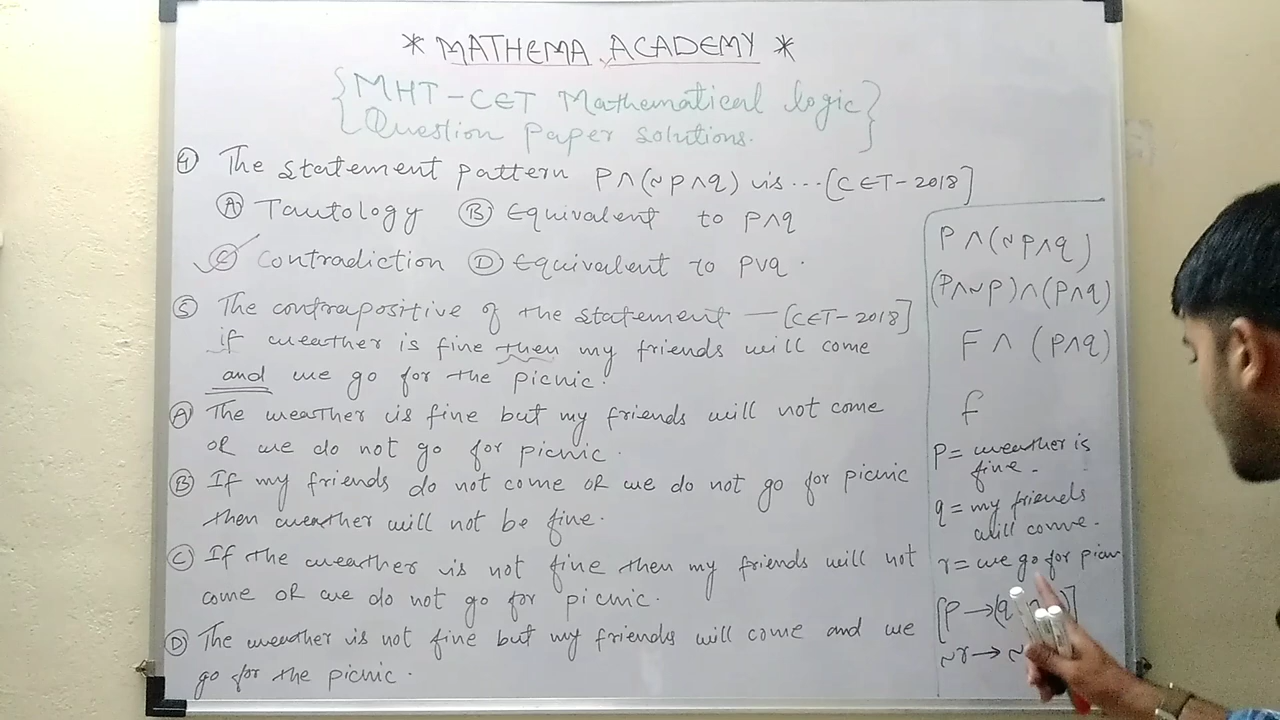 * MATHEMA ACADEMY *
{MHT-CET Mathematical logic
Question Paper solutions.}
④ The statement pattern P∧(~P∧q) is...[CET-2018]
Ⓐ Tautology Ⓑ Equivalent to P∧q
Ⓒ Contradiction Ⓓ Equivalent to P∨q.
⑤ The contrapositive of the statement —[CET-2018]
if weather is fine then my friends will come
and we go for the picnic.
Ⓐ The weather is fine but my friends will not come
OR we do not go for picnic.
Ⓑ If my friends do not come OR we do not go for picnic
then weather will not be fine.
Ⓒ If the weather is not fine then my friends will not
come OR we do not go for picnic.
Ⓓ The weather is not fine but my friends will come and we
go for the picnic.
P∧(~P∧q)
(P∧~P)∧(P∧q)
F∧(P∧q)
f
P= weather is
fine.
q= my friends
will come.
r= we go for
[P→(q
~r→~